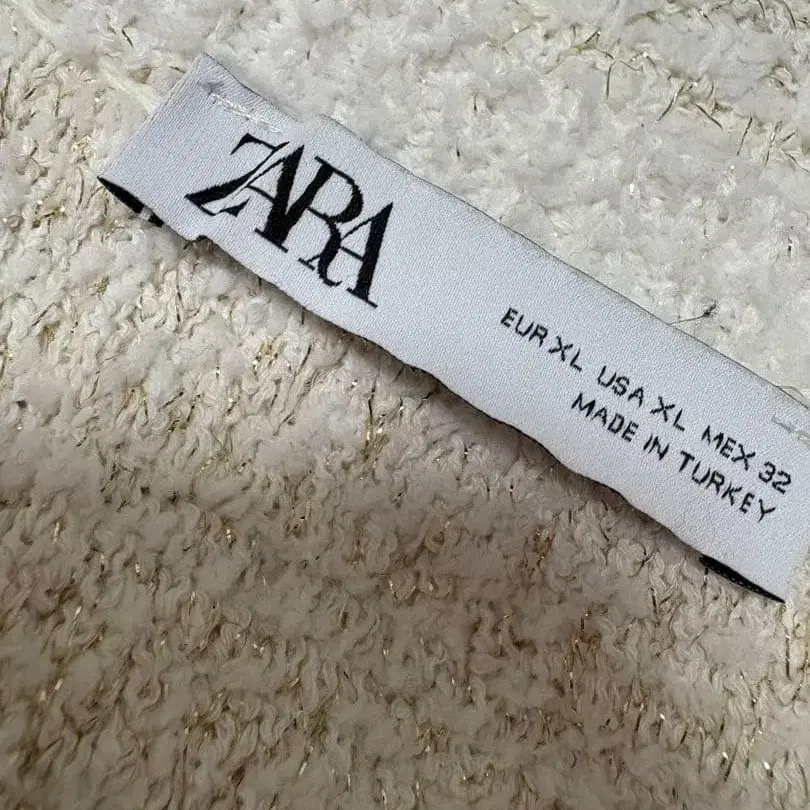 ZARA
EUR XL USA XL MEX 32
MADE IN TURKEY